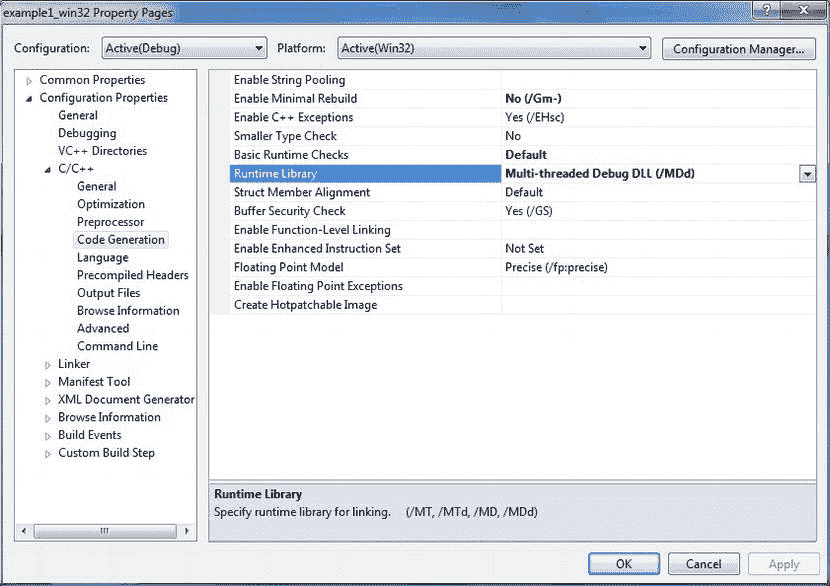 example1_win32 Property Pages
Configuration: Active(Debug) Platform: Active(Win32) Configuration Manager...
Common Properties
Configuration Properties
General
Debugging
VC++ Directories
C/C++
General
Optimization
Preprocessor
Code Generation
Language
Precompiled Headers
Output Files
Browse Information
Advanced
Command Line
Linker
Manifest Tool
XML Document Generator
Browse Information
Build Events
Custom Build Step
Enable String Pooling
Enable Minimal Rebuild No (/Gm-)
Enable C++ Exceptions Yes (/EHsc)
Smaller Type Check No
Basic Runtime Checks Default
Runtime Library Multi-threaded Debug DLL (/MDd)
Struct Member Alignment Default
Buffer Security Check Yes (/GS)
Enable Function-Level Linking
Enable Enhanced Instruction Set Not Set
Floating Point Model Precise (/fp:precise)
Enable Floating Point Exceptions
Create Hotpatchable Image
Runtime Library
Specify runtime library for linking. (/MT, /MTd, /MD, /MDd)
OK Cancel Apply